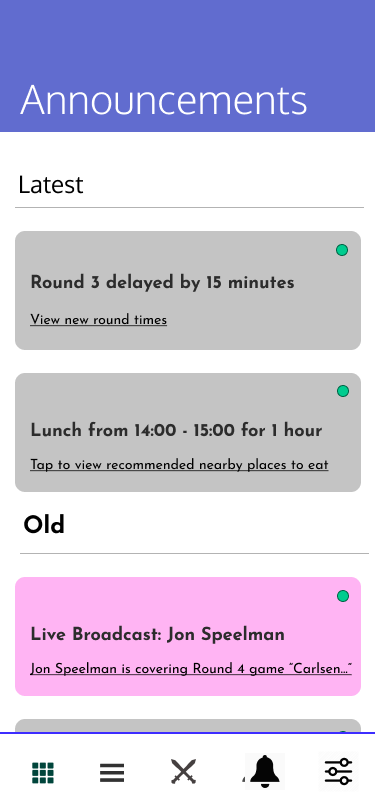 Announcements
Latest
Round 3 delayed by 15 minutes
View new round times
Lunch from 14:00 - 15:00 for 1 hour
Tap to view recommended nearby places to eat
Old
Live Broadcast: Jon Speelman
Jon Speelman is covering Round 4 game “Carlsen...”